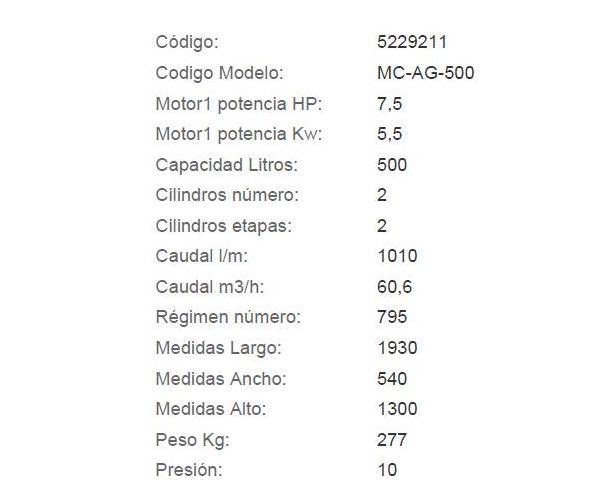 Código: 5229211
Codigo Modelo: MC-AG-500
Motor1 potencia HP: 7,5
Motor1 potencia Kw: 5,5
Capacidad Litros: 500
Cilindros número: 2
Cilindros etapas: 2
Caudal l/m: 1010
Caudal m3/h: 60,6
Régimen número: 795
Medidas Largo: 1930
Medidas Ancho: 540
Medidas Alto: 1300
Peso Kg: 277
Presión: 10